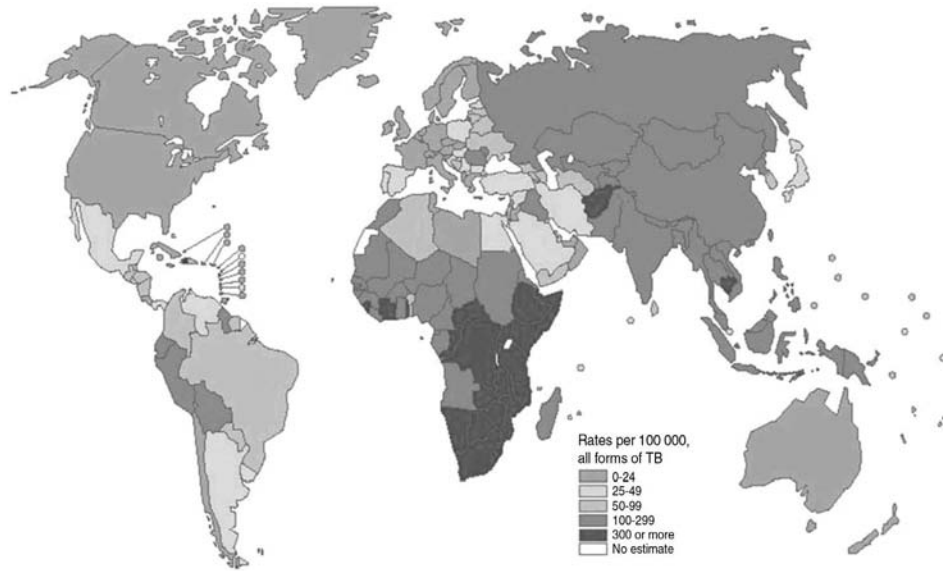 Rates per 100 000,
all forms of TB
0-24
25-49
50-99
100-299
300 or more
No estimate